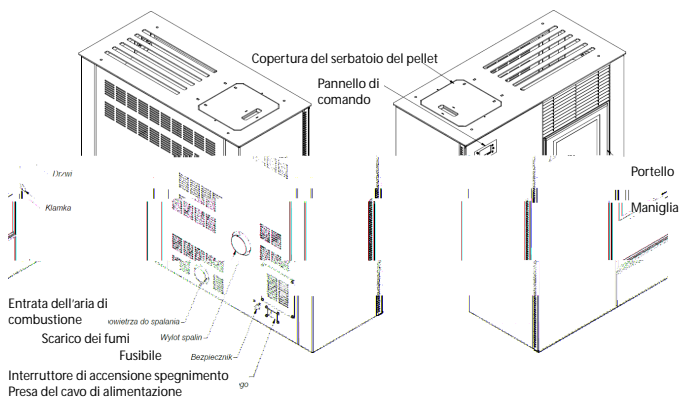 Copertura del serbatoio del pellet
Pannello di
comando
Drzwi
Klamka
Portello
Maniglia
Entrata dell'aria di
combustione
powietrza do spalania
Scarico dei fumi
Wylot spalin
Fusibile
Bezpiecznik
Interruttore di accensione spegnimento
Presa del cavo di alimentazione